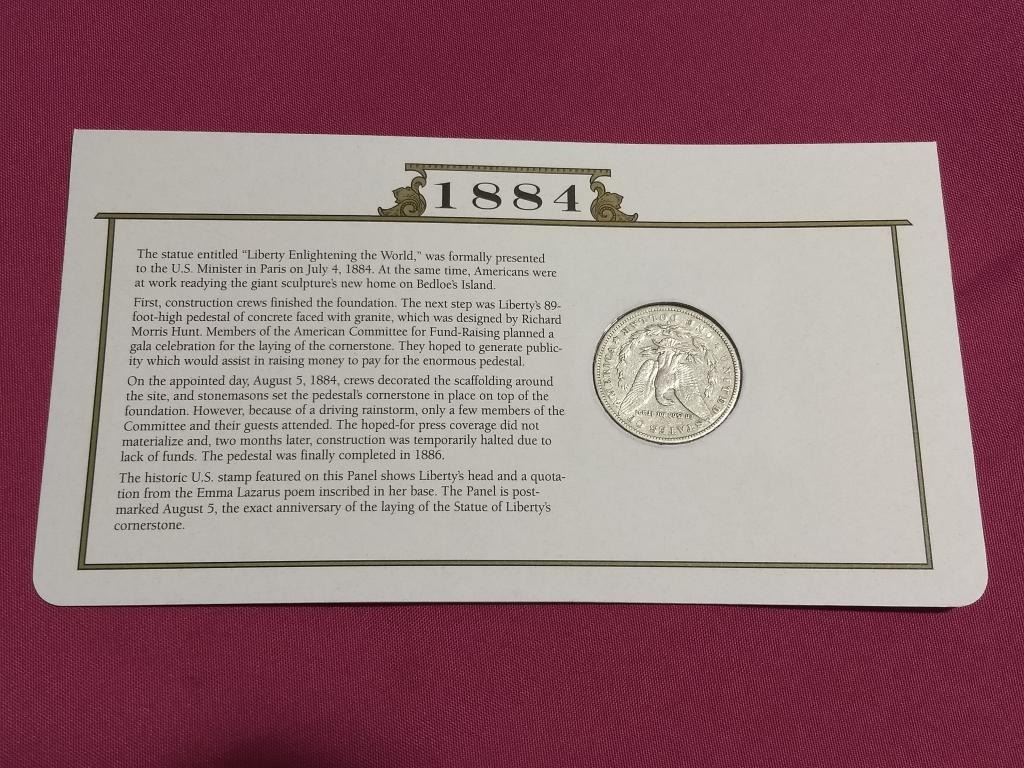 1884
The statue entitled “Liberty Enlightening the World,” was formally presented
to the U.S. Minister in Paris on July 4, 1884. At the same time, Americans were
at work readying the giant sculpture's new home on Bedloe's Island.
First, construction crews finished the foundation. The next step was Liberty's 89-
foot-high pedestal of concrete faced with granite, which was designed by Richard
Morris Hunt. Members of the American Committee for Fund-Raising planned a
gala celebration for the laying of the cornerstone. They hoped to generate public-
ity which would assist in raising money to pay for the enormous pedestal.
On the appointed day, August 5, 1884, crews decorated the scaffolding around
the site, and stonemasons set the pedestal's cornerstone in place on top of the
foundation. However, because of a driving rainstorm, only a few members of the
Committee and their guests attended. The hoped-for press coverage did not
materialize and, two months later, construction was temporarily halted due to
lack of funds. The pedestal was finally completed in 1886.
The historic U.S. stamp featured on this Panel shows Liberty's head and a quota-
tion from the Emma Lazarus poem inscribed in her base. The Panel is post-
marked August 5, the exact anniversary of the laying of the Statue of Liberty's
cornerstone.
UNITED STATES OF AMERICA